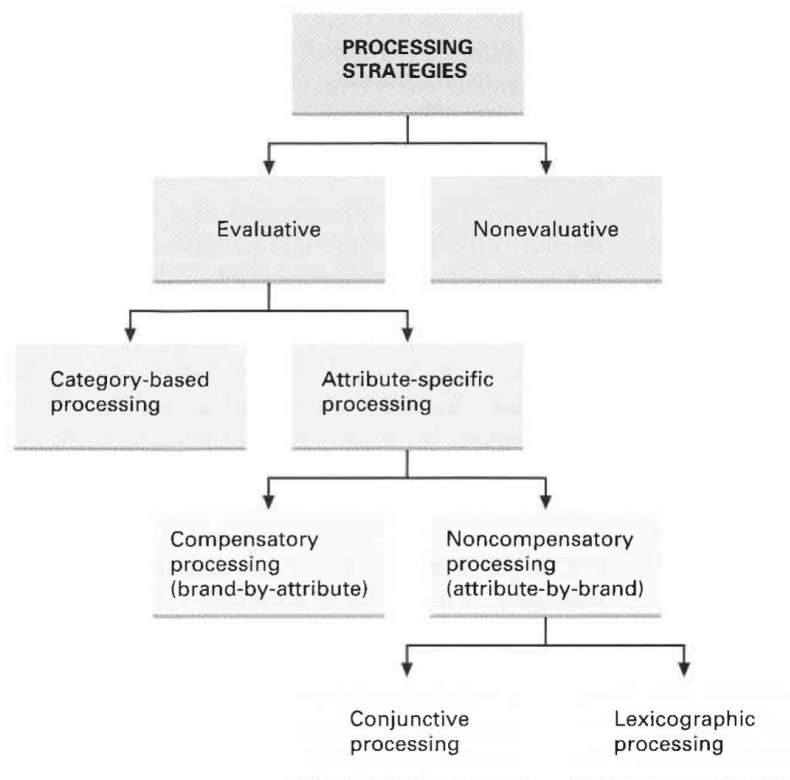 PROCESSING
STRATEGIES
Evaluative
Nonevaluative
Category-based
processing
Attribute-specific
processing
Compensatory
processing
(brand-by-attribute)
Noncompensatory
processing
(attribute-by-brand)
Conjunctive
processing
Lexicographic
processing